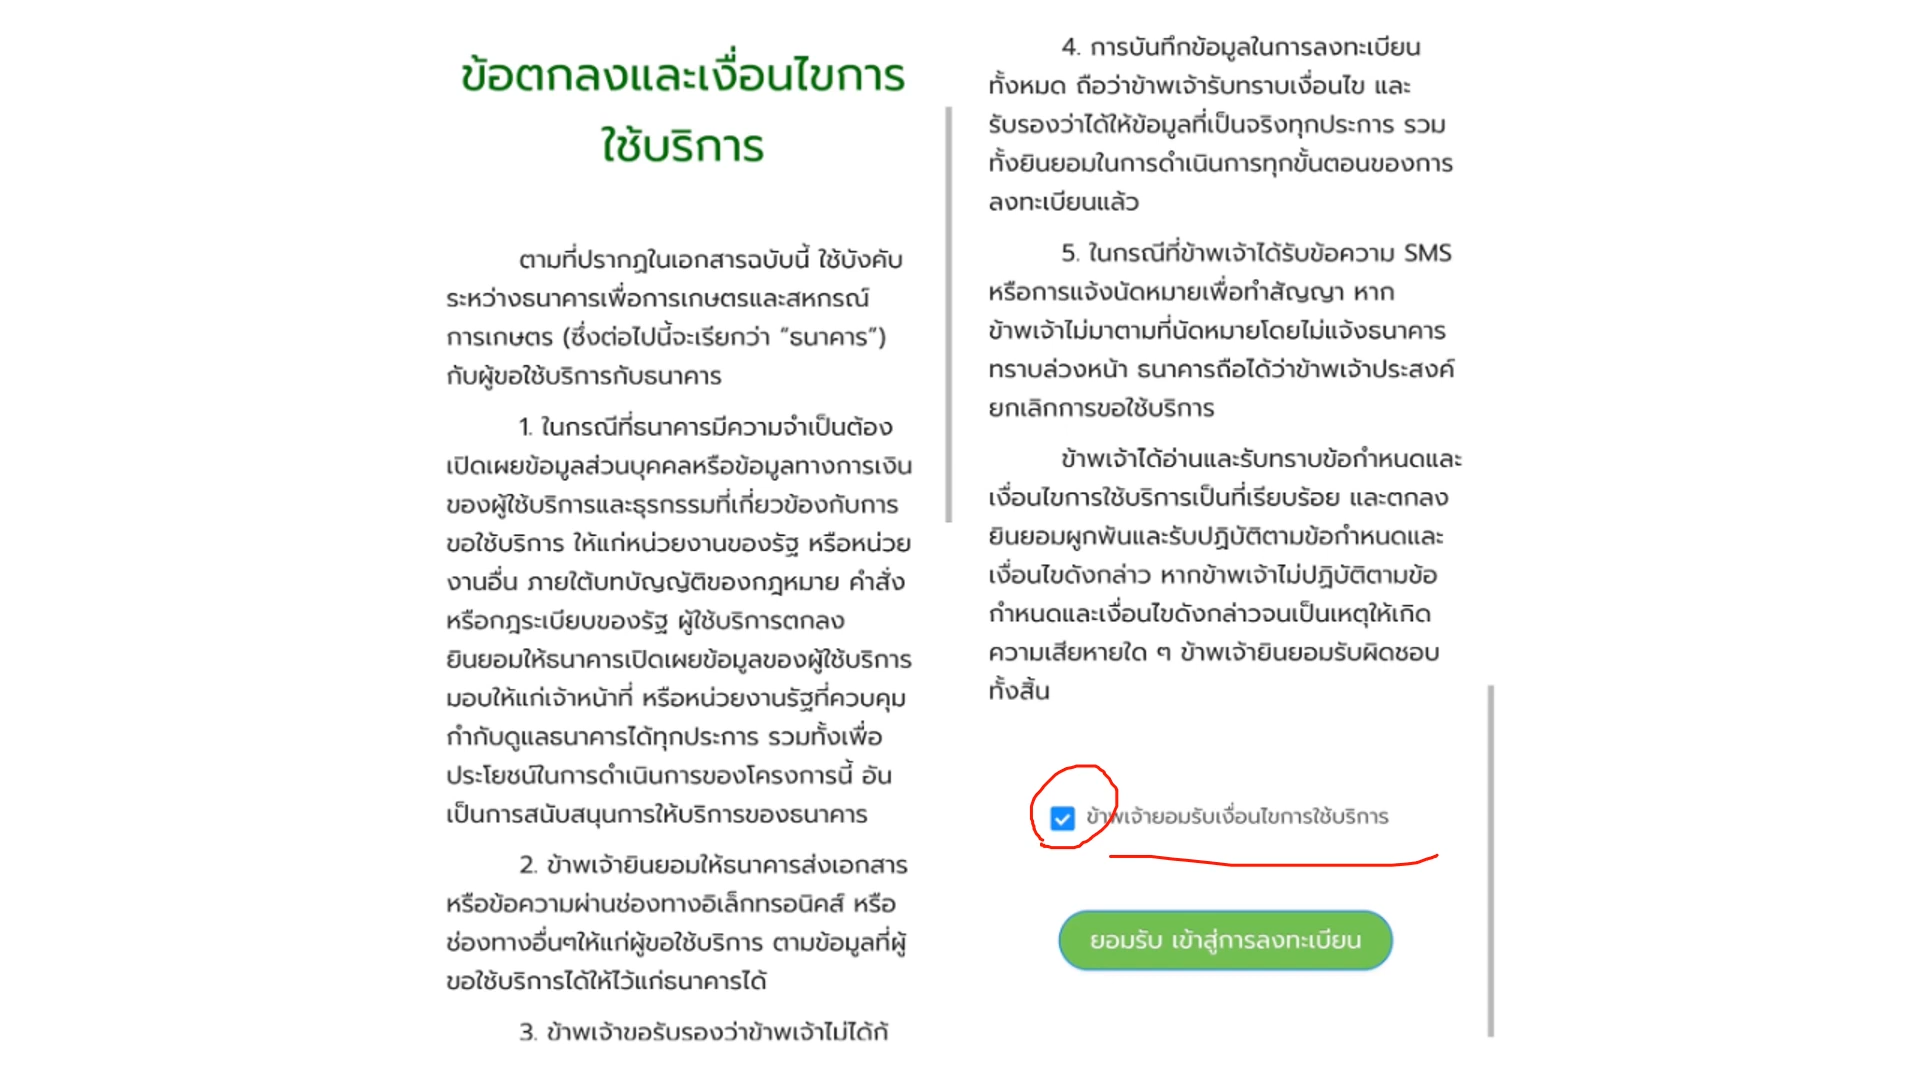 ข้อตกลงและเงื่อนไขการ
ใช้บริการ
ตามที่ปรากฏในเอกสารฉบับนี้ ใช้บังคับ
ระหว่างธนาคารเพื่อการเกษตรและสหกรณ์
การเกษตร (ซึ่งต่อไปนี้จะเรียกว่า “ธนาคาร”)
กับผู้ขอใช้บริการกับธนาคาร
1. ในกรณีที่ธนาคารมีความจำเป็นต้อง
เปิดเผยข้อมูลส่วนบุคคลหรือข้อมูลทางการเงิน
ของผู้ใช้บริการและธุรกรรมที่เกี่ยวข้องกับการ
ขอใช้บริการ ให้แก่หน่วยงานของรัฐ หรือหน่วย
งานอื่น ภายใต้บทบัญญัติของกฎหมาย คำสั่ง
หรือกฎระเบียบของรัฐ ผู้ใช้บริการตกลง
ยินยอมให้ธนาคารเปิดเผยข้อมูลของผู้ใช้บริการ
มอบให้แก่เจ้าหน้าที่ หรือหน่วยงานรัฐที่ควบคุม
กำกับดูแลธนาคารได้ทุกประการ รวมทั้งเพื่อ
ประโยชน์ในการดำเนินการของโครงการนี้ อัน
เป็นการสนับสนุนการให้บริการของธนาคาร
2. ข้าพเจ้ายินยอมให้ธนาคารส่งเอกสาร
หรือข้อความผ่านช่องทางอิเล็กทรอนิคส์ หรือ
ช่องทางอื่นๆให้แก่ผู้ขอใช้บริการ ตามข้อมูลที่ผู้
ขอใช้บริการได้ให้ไว้แก่ธนาคารได้
3. ข้าพเจ้าขอรับรองว่าข้าพเจ้าไม่ได้กู้
4. การบันทึกข้อมูลในการลงทะเบียน
ทั้งหมด ถือว่าข้าพเจ้ารับทราบเงื่อนไข และ
รับรองว่าได้ให้ข้อมูลที่เป็นจริงทุกประการ รวม
ทั้งยินยอมในการดำเนินการทุกขั้นตอนของการ
ลงทะเบียนแล้ว
5. ในกรณีที่ข้าพเจ้าได้รับข้อความ SMS
หรือการแจ้งนัดหมายเพื่อทำสัญญา หาก
ข้าพเจ้าไม่มาตามที่นัดหมายโดยไม่แจ้งธนาคาร
ทราบล่วงหน้า ธนาคารถือได้ว่าข้าพเจ้าประสงค์
ยกเลิกการขอใช้บริการ
ข้าพเจ้าได้อ่านและรับทราบข้อกำหนดและ
เงื่อนไขการใช้บริการเป็นที่เรียบร้อย และตกลง
ยินยอมผูกพันและรับปฏิบัติตามข้อกำหนดและ
เงื่อนไขดังกล่าว หากข้าพเจ้าไม่ปฏิบัติตามข้อ
กำหนดและเงื่อนไขดังกล่าวจนเป็นเหตุให้เกิด
ความเสียหายใด ๆ ข้าพเจ้ายินยอมรับผิดชอบ
ทั้งสิ้น
ข้าพเจ้ายอมรับเงื่อนไขการใช้บริการ
ยอมรับ เข้าสู่การลงทะเบียน